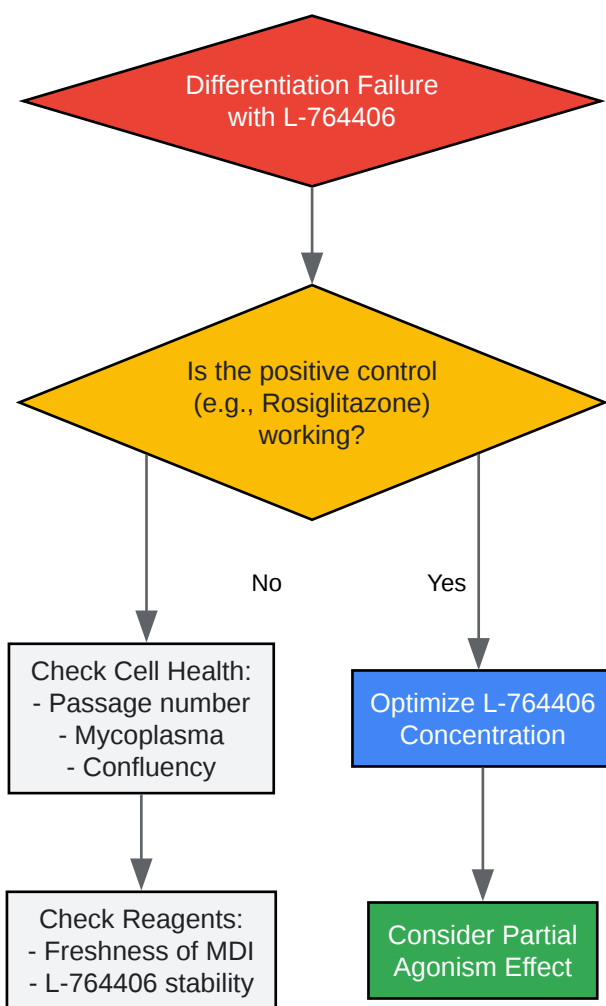 Differentiation Failure
with L-764406
Is the positive control
(e.g., Rosiglitazone)
working?
No
Yes
Check Cell Health:
- Passage number
- Mycoplasma
- Confluency
Optimize L-764406
Concentration
Check Reagents:
- Freshness of MDI
- L-764406 stability
Consider Partial
Agonism Effect